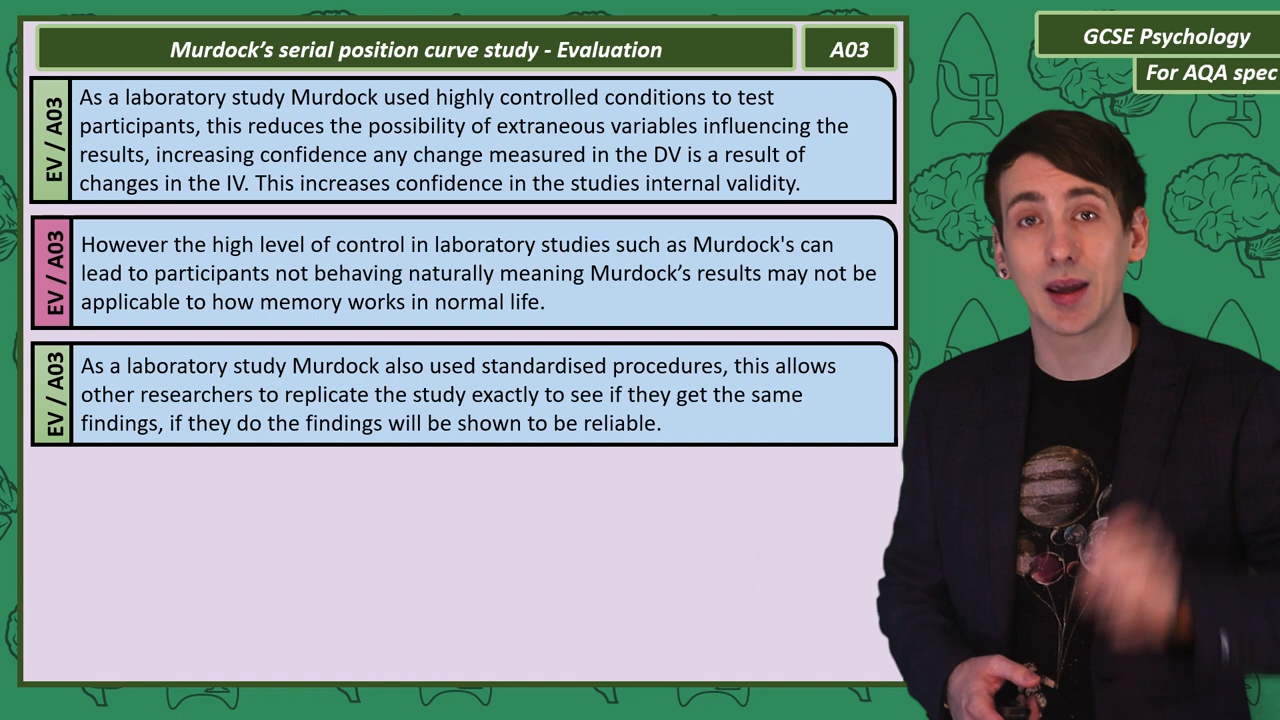 Murdock's serial position curve study - Evaluation
A03
GCSE Psychology
For AQA spec
EV / A03
As a laboratory study Murdock used highly controlled conditions to test
participants, this reduces the possibility of extraneous variables influencing the
results, increasing confidence any change measured in the DV is a result of
changes in the IV. This increases confidence in the studies internal validity.
EV / A03
However the high level of control in laboratory studies such as Murdock's can
lead to participants not behaving naturally meaning Murdock’s results may not be
applicable to how memory works in normal life.
EV / A03
As a laboratory study Murdock also used standardised procedures, this allows
other researchers to replicate the study exactly to see if they get the same
findings, if they do the findings will be shown to be reliable.